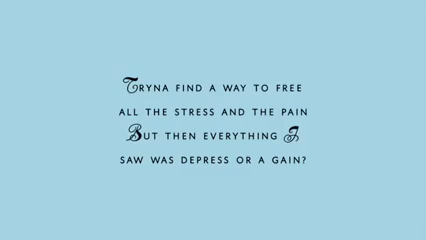 Tryna find a way to free
all the stress and the pain
But then everything I
saw was depress or a gain?